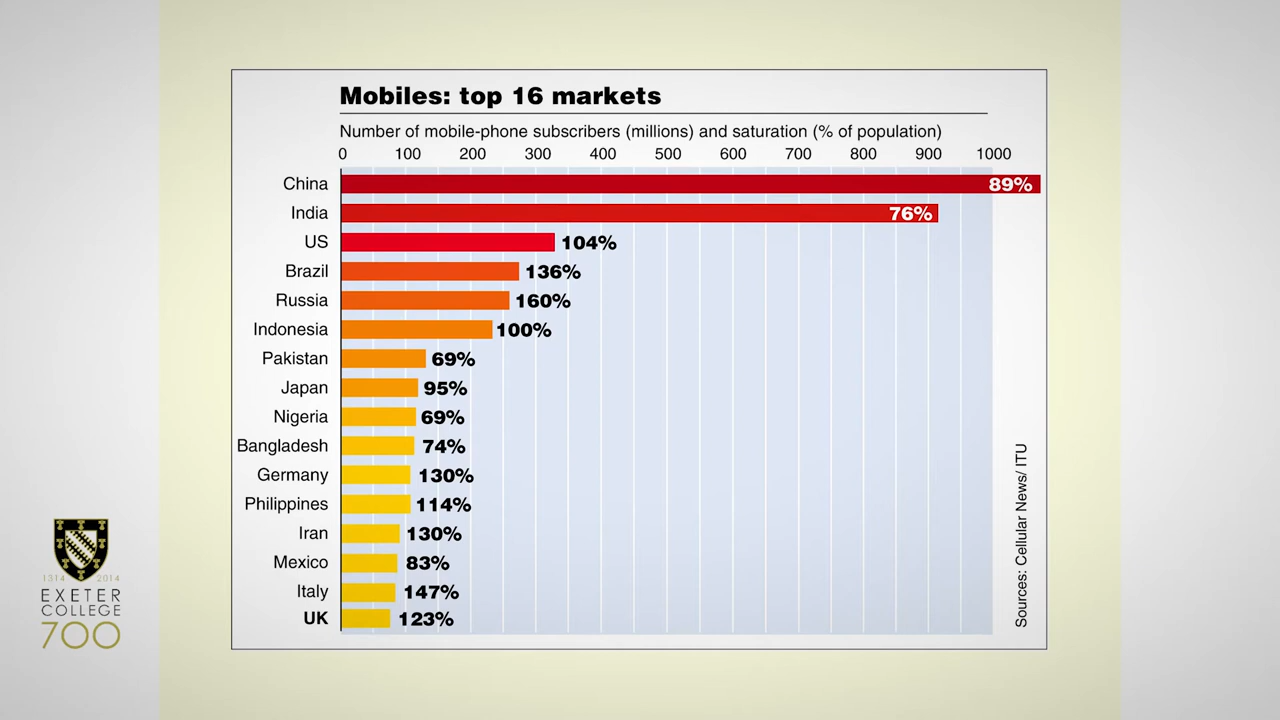 Mobiles: top 16 markets
Number of mobile-phone subscribers (millions) and saturation (% of population)
0 100 200 300 400 500 600 700 800 900 1000
China 89%
India 76%
US 104%
Brazil 136%
Russia 160%
Indonesia 100%
Pakistan 69%
Japan 95%
Nigeria 69%
Bangladesh 74%
Germany 130%
Philippines 114%
Iran 130%
Mexico 83%
Italy 147%
UK 123%
Sources: Cellular News/ ITU
1314 2014
EXETER
COLLEGE
700